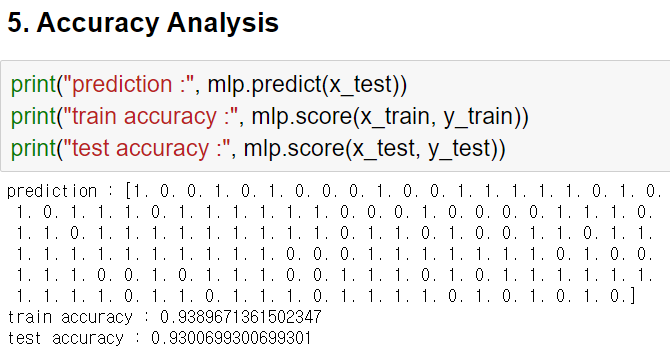 5. Accuracy Analysis
print("prediction :", mlp.predict(x_test))
print("train accuracy :", mlp.score(x_train, y_train))
print("test accuracy :", mlp.score(x_test, y_test))
prediction : [1. 0. 0. 1. 0. 1. 0. 0. 0. 1. 0. 0. 1. 1. 1. 1. 1. 0. 1. 0.
1. 0. 1. 1. 1. 0. 1. 1. 1. 1. 1. 1. 0. 0. 0. 1. 0. 0. 0. 0. 1. 1. 1. 0.
1. 1. 0. 1. 1. 1. 1. 1. 1. 1. 1. 0. 1. 1. 0. 1. 0. 0. 1. 1. 0. 1. 1.
1. 1. 1. 1. 1. 1. 1. 1. 1. 1. 0. 0. 0. 1. 1. 1. 1. 1. 1. 1. 0. 1. 0. 0.
1. 1. 1. 0. 0. 1. 0. 1. 1. 1. 0. 0. 1. 1. 1. 0. 1. 0. 1. 1. 1. 1. 1. 1.
1. 1. 1. 1. 0. 1. 1. 0. 1. 1. 1. 0. 1. 1. 1. 1. 0. 1. 0. 1. 0. 1. 0.]
train accuracy : 0.9389671361502347
test accuracy : 0.9300699300699301